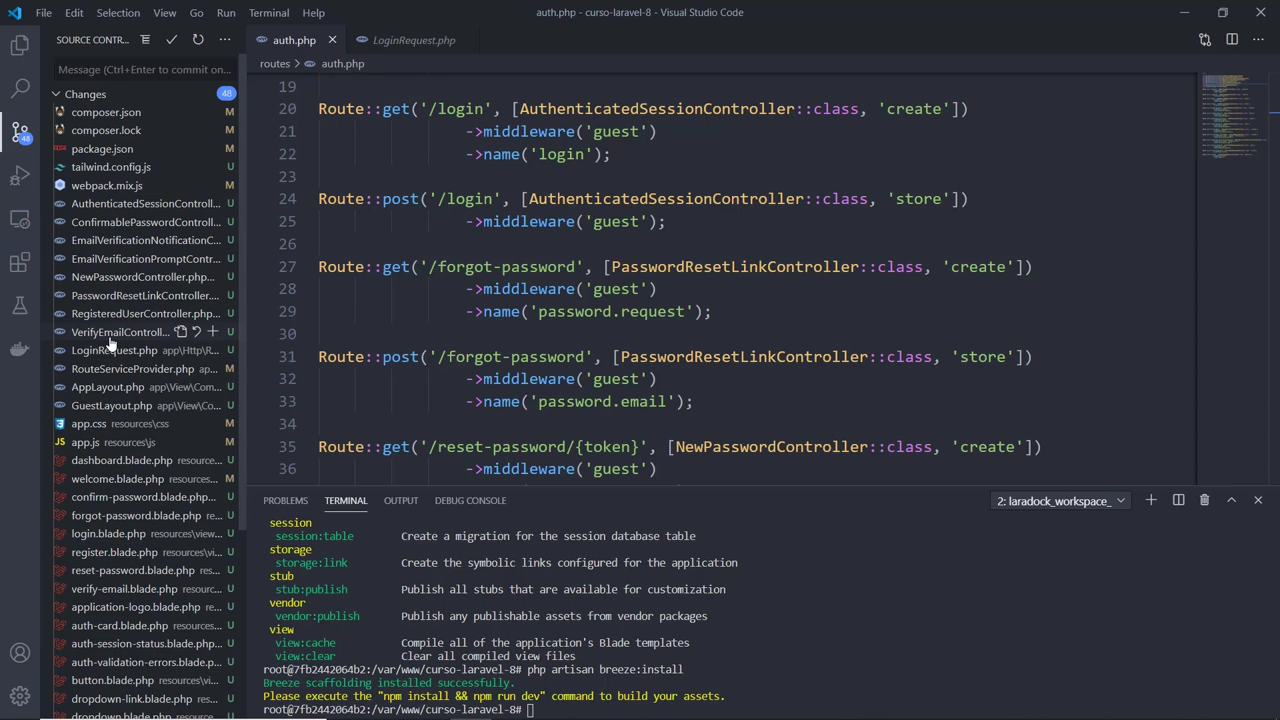 File Edit Selection View Go Run Terminal Help
auth.php - curso-laravel-8 - Visual Studio Code
SOURCE CONTR...
auth.php
LoginRequest.php
routes > auth.php
Message (Ctrl+Enter to commit on...
Changes 48
composer.json M
composer.lock M
package.json M
tailwind.config.js U
webpack.mix.js M
AuthenticatedSessionControll... U
ConfirmablePasswordControll... U
EmailVerificationNotificationC... U
EmailVerificationPromptContr... U
NewPasswordController.php... U
PasswordResetLinkController.... U
RegisteredUserController.php... U
VerifyEmailControll... U
LoginRequest.php app\Http\R... U
RouteServiceProvider.php ap... M
AppLayout.php app\View\Com... U
GuestLayout.php app\View\Co... U
app.css resources\css M
JS app.js resources\js M
dashboard.blade.php resource... U
welcome.blade.php resources... M
confirm-password.blade.php... U
forgot-password.blade.php re... U
login.blade.php resources\view... U
register.blade.php resources\vi... U
reset-password.blade.php res... U
verify-email.blade.php resour... U
application-logo.blade.php re... U
auth-card.blade.php resource... U
auth-session-status.blade.php ... U
auth-validation-errors.blade.p... U
button.blade.php resources\vi... U
dropdown-link.blade.php reso... U
dropdown.blade.php resource... U
48
19
20 Route::get('/login', [AuthenticatedSessionController::class, 'create'])
21 ->middleware('guest')
22 ->name('login');
23
24 Route::post('/login', [AuthenticatedSessionController::class, 'store'])
25 ->middleware('guest');
26
27 Route::get('/forgot-password', [PasswordResetLinkController::class, 'create'])
28 ->middleware('guest')
29 ->name('password.request');
30
31 Route::post('/forgot-password', [PasswordResetLinkController::class, 'store'])
32 ->middleware('guest')
33 ->name('password.email');
34
35 Route::get('/reset-password/{token}', [NewPasswordController::class, 'create'])
36 ->middleware('guest')
PROBLEMS TERMINAL OUTPUT DEBUG CONSOLE
2: laradock_workspace_
session
session:table Create a migration for the session database table
storage
storage:link Create the symbolic links configured for the application
stub
stub:publish Publish all stubs that are available for customization
vendor
vendor:publish Publish any publishable assets from vendor packages
view
view:cache Compile all of the application's Blade templates
view:clear Clear all compiled view files
root@7fb2442064b2:/var/www/curso-laravel-8# php artisan breeze:install
Breeze scaffolding installed successfully.
Please execute the "npm install && npm run dev" command to build your assets.
root@7fb2442064b2:/var/www/curso-laravel-8#